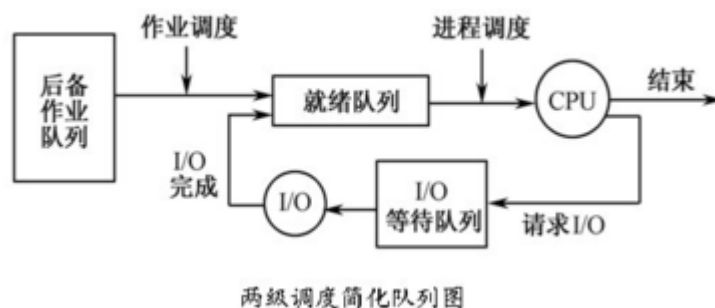 作业调度
进程调度
后备
作业
队列
就绪队列
CPU
结束
I/O
完成
I/O
I/O
等待队列
请求I/O
两级调度简化队列图